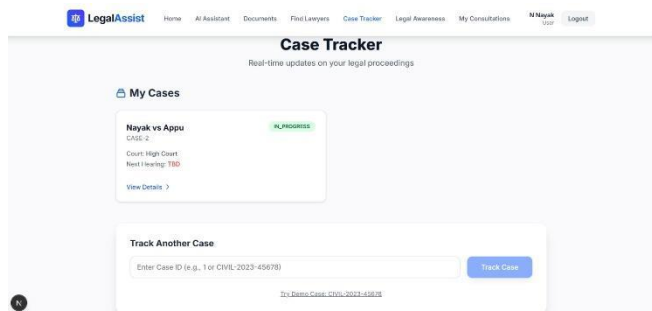 LegalAssist Home AI Assistant Documents Find Lawyers Case Tracker Legal Awareness My Consultations N Nayak User Logout
Case Tracker
Real-time updates on your legal proceedings
My Cases
Nayak vs Appu IN_PROGRESS
CASE-2
Court: High Court
Next Hearing: TBD
View Details >
Track Another Case
Enter Case ID (e.g., 1 or CIVIL-2023-45678) Track Case
Try Demo Case: CIVIL-2023-45678
N